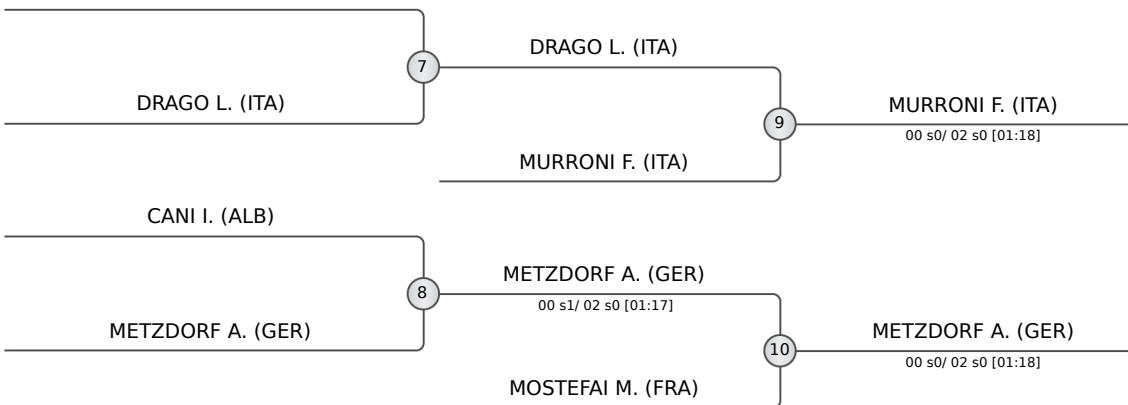 DRAGO L. (ITA)
7
DRAGO L. (ITA)
MURRONI F. (ITA)
9
MURRONI F. (ITA)
00 s0/ 02 s0 [01:18]
CANI I. (ALB)
METZDORF A. (GER)
8
METZDORF A. (GER)
00 s1/ 02 s0 [01:17]
MOSTEFAI M. (FRA)
10
METZDORF A. (GER)
00 s0/ 02 s0 [01:18]